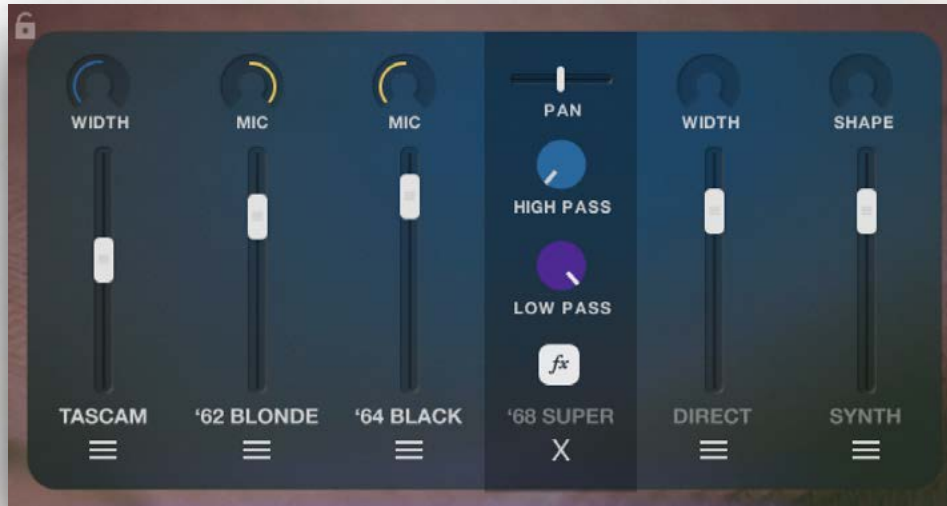 WIDTH
MIC
MIC
PAN
WIDTH
SHAPE
HIGH PASS
LOW PASS
fx
TASCAM
‘62 BLONDE
‘64 BLACK
‘68 SUPER
DIRECT
SYNTH
X